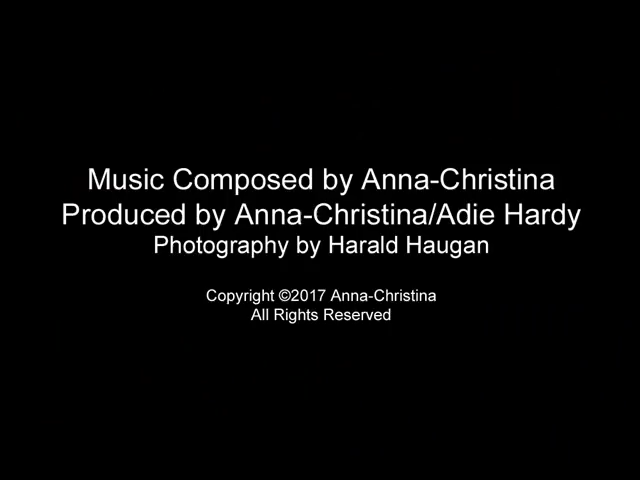 Music Composed by Anna-Christina
Produced by Anna-Christina/Adie Hardy
Photography by Harald Haugan
Copyright ©2017 Anna-Christina
All Rights Reserved